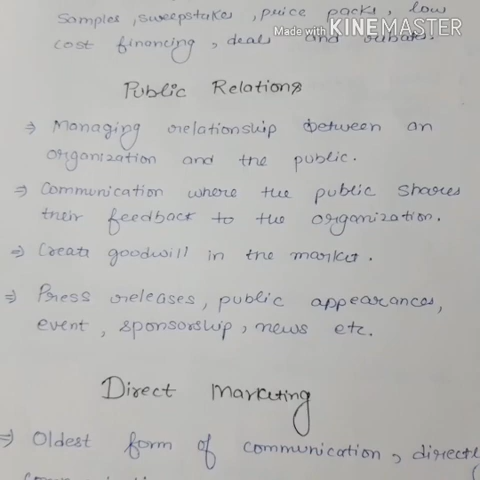 Samples, sweepstakes, price packs, low
Made with KINEMASTER
cost financing, deals and rebates.
Public Relations
⇒ Managing relationship between an
organization and the public.
⇒ Communication where the public shares
their feedback to the organization.
⇒ Create goodwill in the market.
⇒ Press releases, public appearances,
event, sponsorship, news etc.
Direct Marketing
⇒ Oldest form of communication, directl